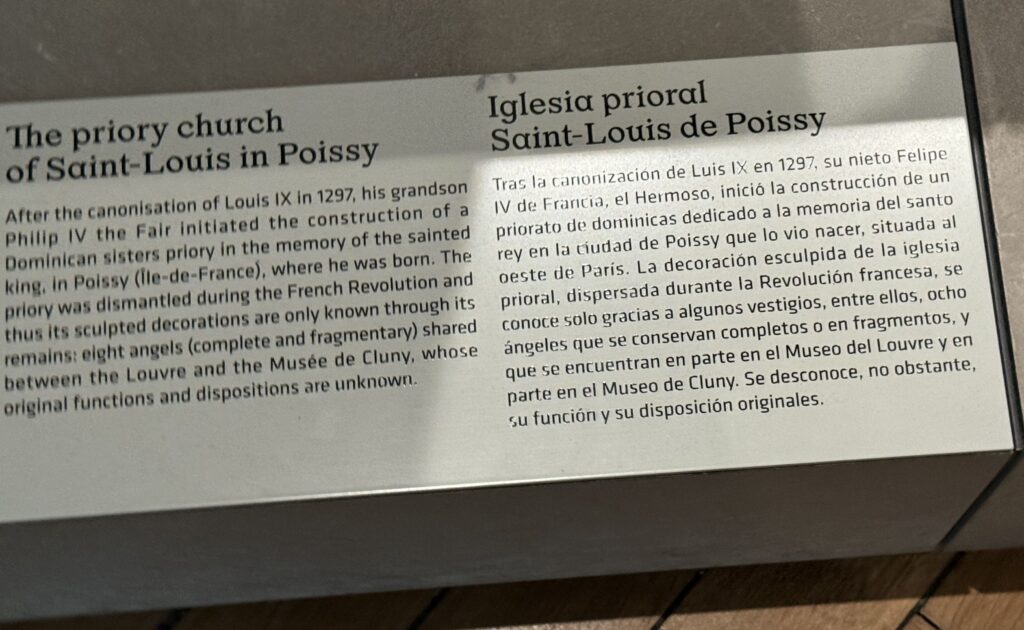 The priory church
of Saint-Louis in Poissy
After the canonisation of Louis IX in 1297, his grandson
Philip IV the Fair initiated the construction of a
Dominican sisters priory in the memory of the sainted
king, in Poissy (Île-de-France), where he was born. The
priory was dismantled during the French Revolution and
thus its sculpted decorations are only known through its
remains: eight angels (complete and fragmentary) shared
between the Louvre and the Musée de Cluny, whose
original functions and dispositions are unknown.
Iglesia prioral
Saint-Louis de Poissy
Tras la canonización de Luis IX en 1297, su nieto Felipe
IV de Francia, el Hermoso, inició la construcción de un
priorato de dominicas dedicado a la memoria del santo
rey en la ciudad de Poissy que lo vio nacer, situada al
oeste de París. La decoración esculpida de la iglesia
prioral, dispersada durante la Revolución francesa, se
conoce solo gracias a algunos vestigios, entre ellos, ocho
ángeles que se conservan completos o en fragmentos, y
que se encuentran en parte en el Museo del Louvre y en
parte en el Museo de Cluny. Se desconoce, no obstante,
su función y su disposición originales.